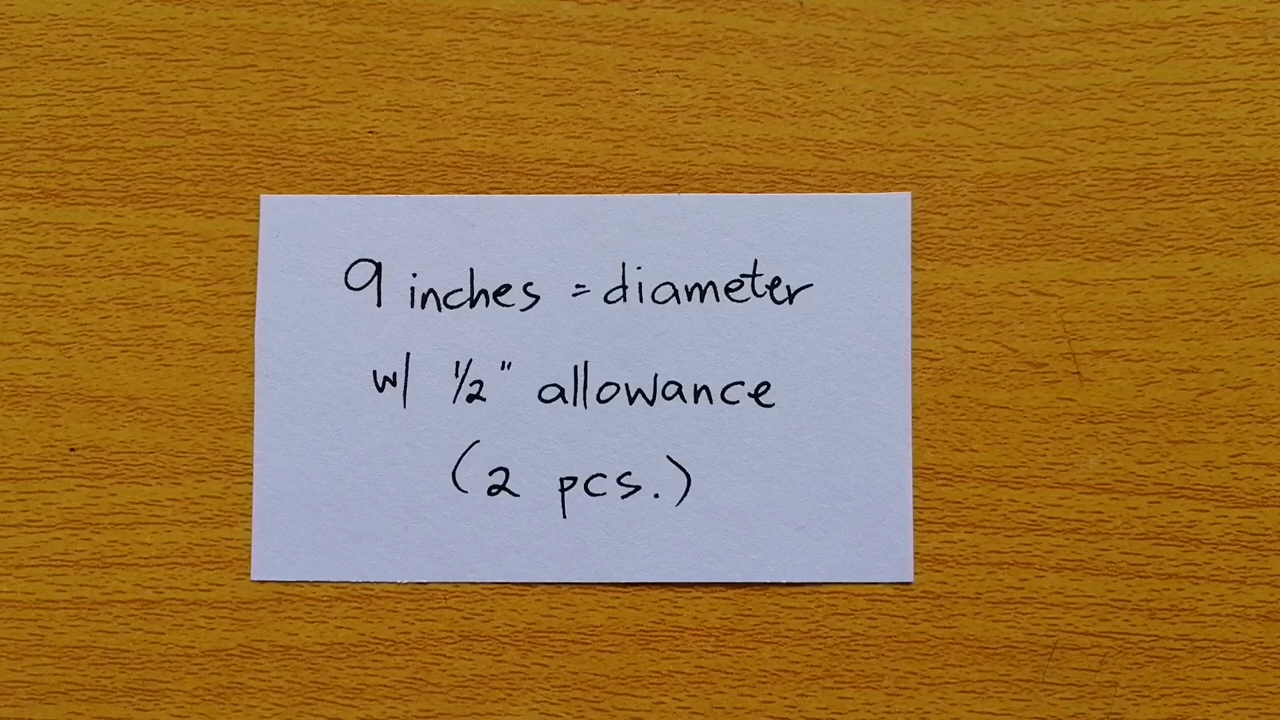 9 inches = diameter
w/ 1/2" allowance
(2 pcs.)